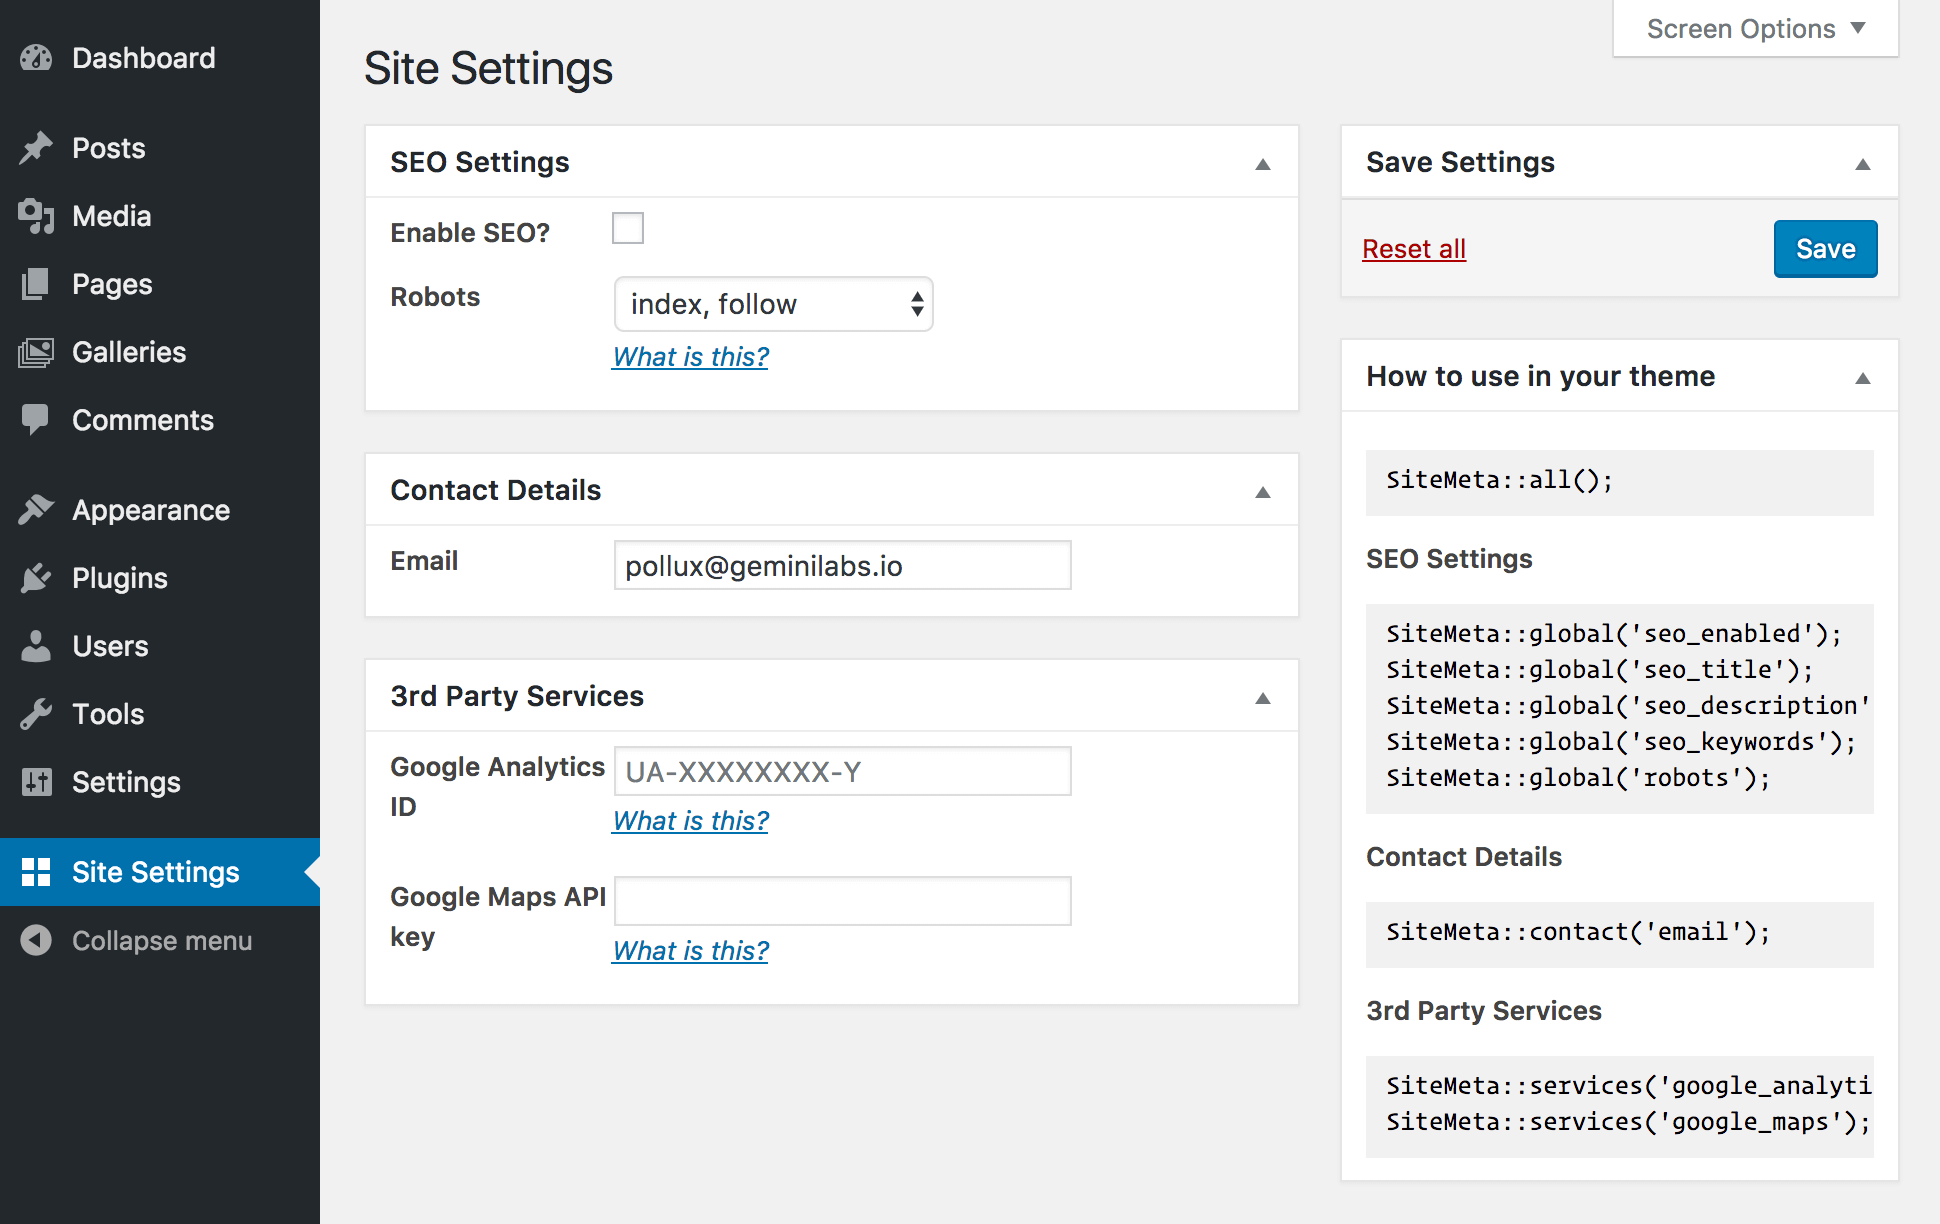 Dashboard
Posts
Media
Pages
Galleries
Comments
Appearance
Plugins
Users
Tools
Settings
Site Settings
Collapse menu
Screen Options
Site Settings
SEO Settings
Enable SEO?
Robots
index, follow
What is this?
Contact Details
Email
pollux@geminilabs.io
3rd Party Services
Google Analytics
ID
UA-XXXXXXXX-Y
What is this?
Google Maps API
key
What is this?
Save Settings
Reset all
Save
How to use in your theme
SiteMeta::all();
SEO Settings
SiteMeta::global('seo_enabled');
SiteMeta::global('seo_title');
SiteMeta::global('seo_description'
SiteMeta::global('seo_keywords');
SiteMeta::global('robots');
Contact Details
SiteMeta::contact('email');
3rd Party Services
SiteMeta::services('google_analyti
SiteMeta::services('google_maps');